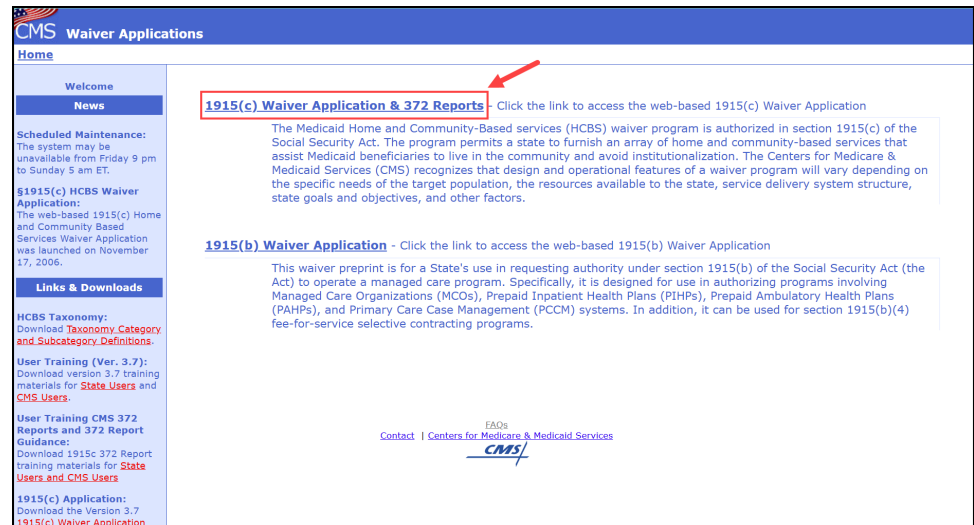 CMS Waiver Applications
Home
Welcome
News
Scheduled Maintenance:
The system may be
unavailable from Friday 9 pm
to Sunday 5 am ET.
§1915(c) HCBS Waiver
Application:
The web-based 1915(c) Home
and Community Based
Services Waiver Application
was launched on November
17, 2006.
Links & Downloads
HCBS Taxonomy:
Download Taxonomy Category
and Subcategory Definitions.
User Training (Ver. 3.7):
Download version 3.7 training
materials for State Users and
CMS Users.
User Training CMS 372
Reports and 372 Report
Guidance:
Download 1915c 372 Report
training materials for State
Users and CMS Users
1915(c) Application:
Download the Version 3.7
1915(c) Waiver Application
1915(c) Waiver Application & 372 Reports - Click the link to access the web-based 1915(c) Waiver Application
The Medicaid Home and Community-Based services (HCBS) waiver program is authorized in section 1915(c) of the
Social Security Act. The program permits a state to furnish an array of home and community-based services that
assist Medicaid beneficiaries to live in the community and avoid institutionalization. The Centers for Medicare &
Medicaid Services (CMS) recognizes that design and operational features of a waiver program will vary depending on
the specific needs of the target population, the resources available to the state, service delivery system structure,
state goals and objectives, and other factors.
1915(b) Waiver Application - Click the link to access the web-based 1915(b) Waiver Application
This waiver preprint is for a State's use in requesting authority under section 1915(b) of the Social Security Act (the
Act) to operate a managed care program. Specifically, it is designed for use in authorizing programs involving
Managed Care Organizations (MCOs), Prepaid Inpatient Health Plans (PIHPs), Prepaid Ambulatory Health Plans
(PAHPs), and Primary Care Case Management (PCCM) systems. In addition, it can be used for section 1915(b)(4)
fee-for-service selective contracting programs.
FAQs
Contact | Centers for Medicare & Medicaid Services
CMS